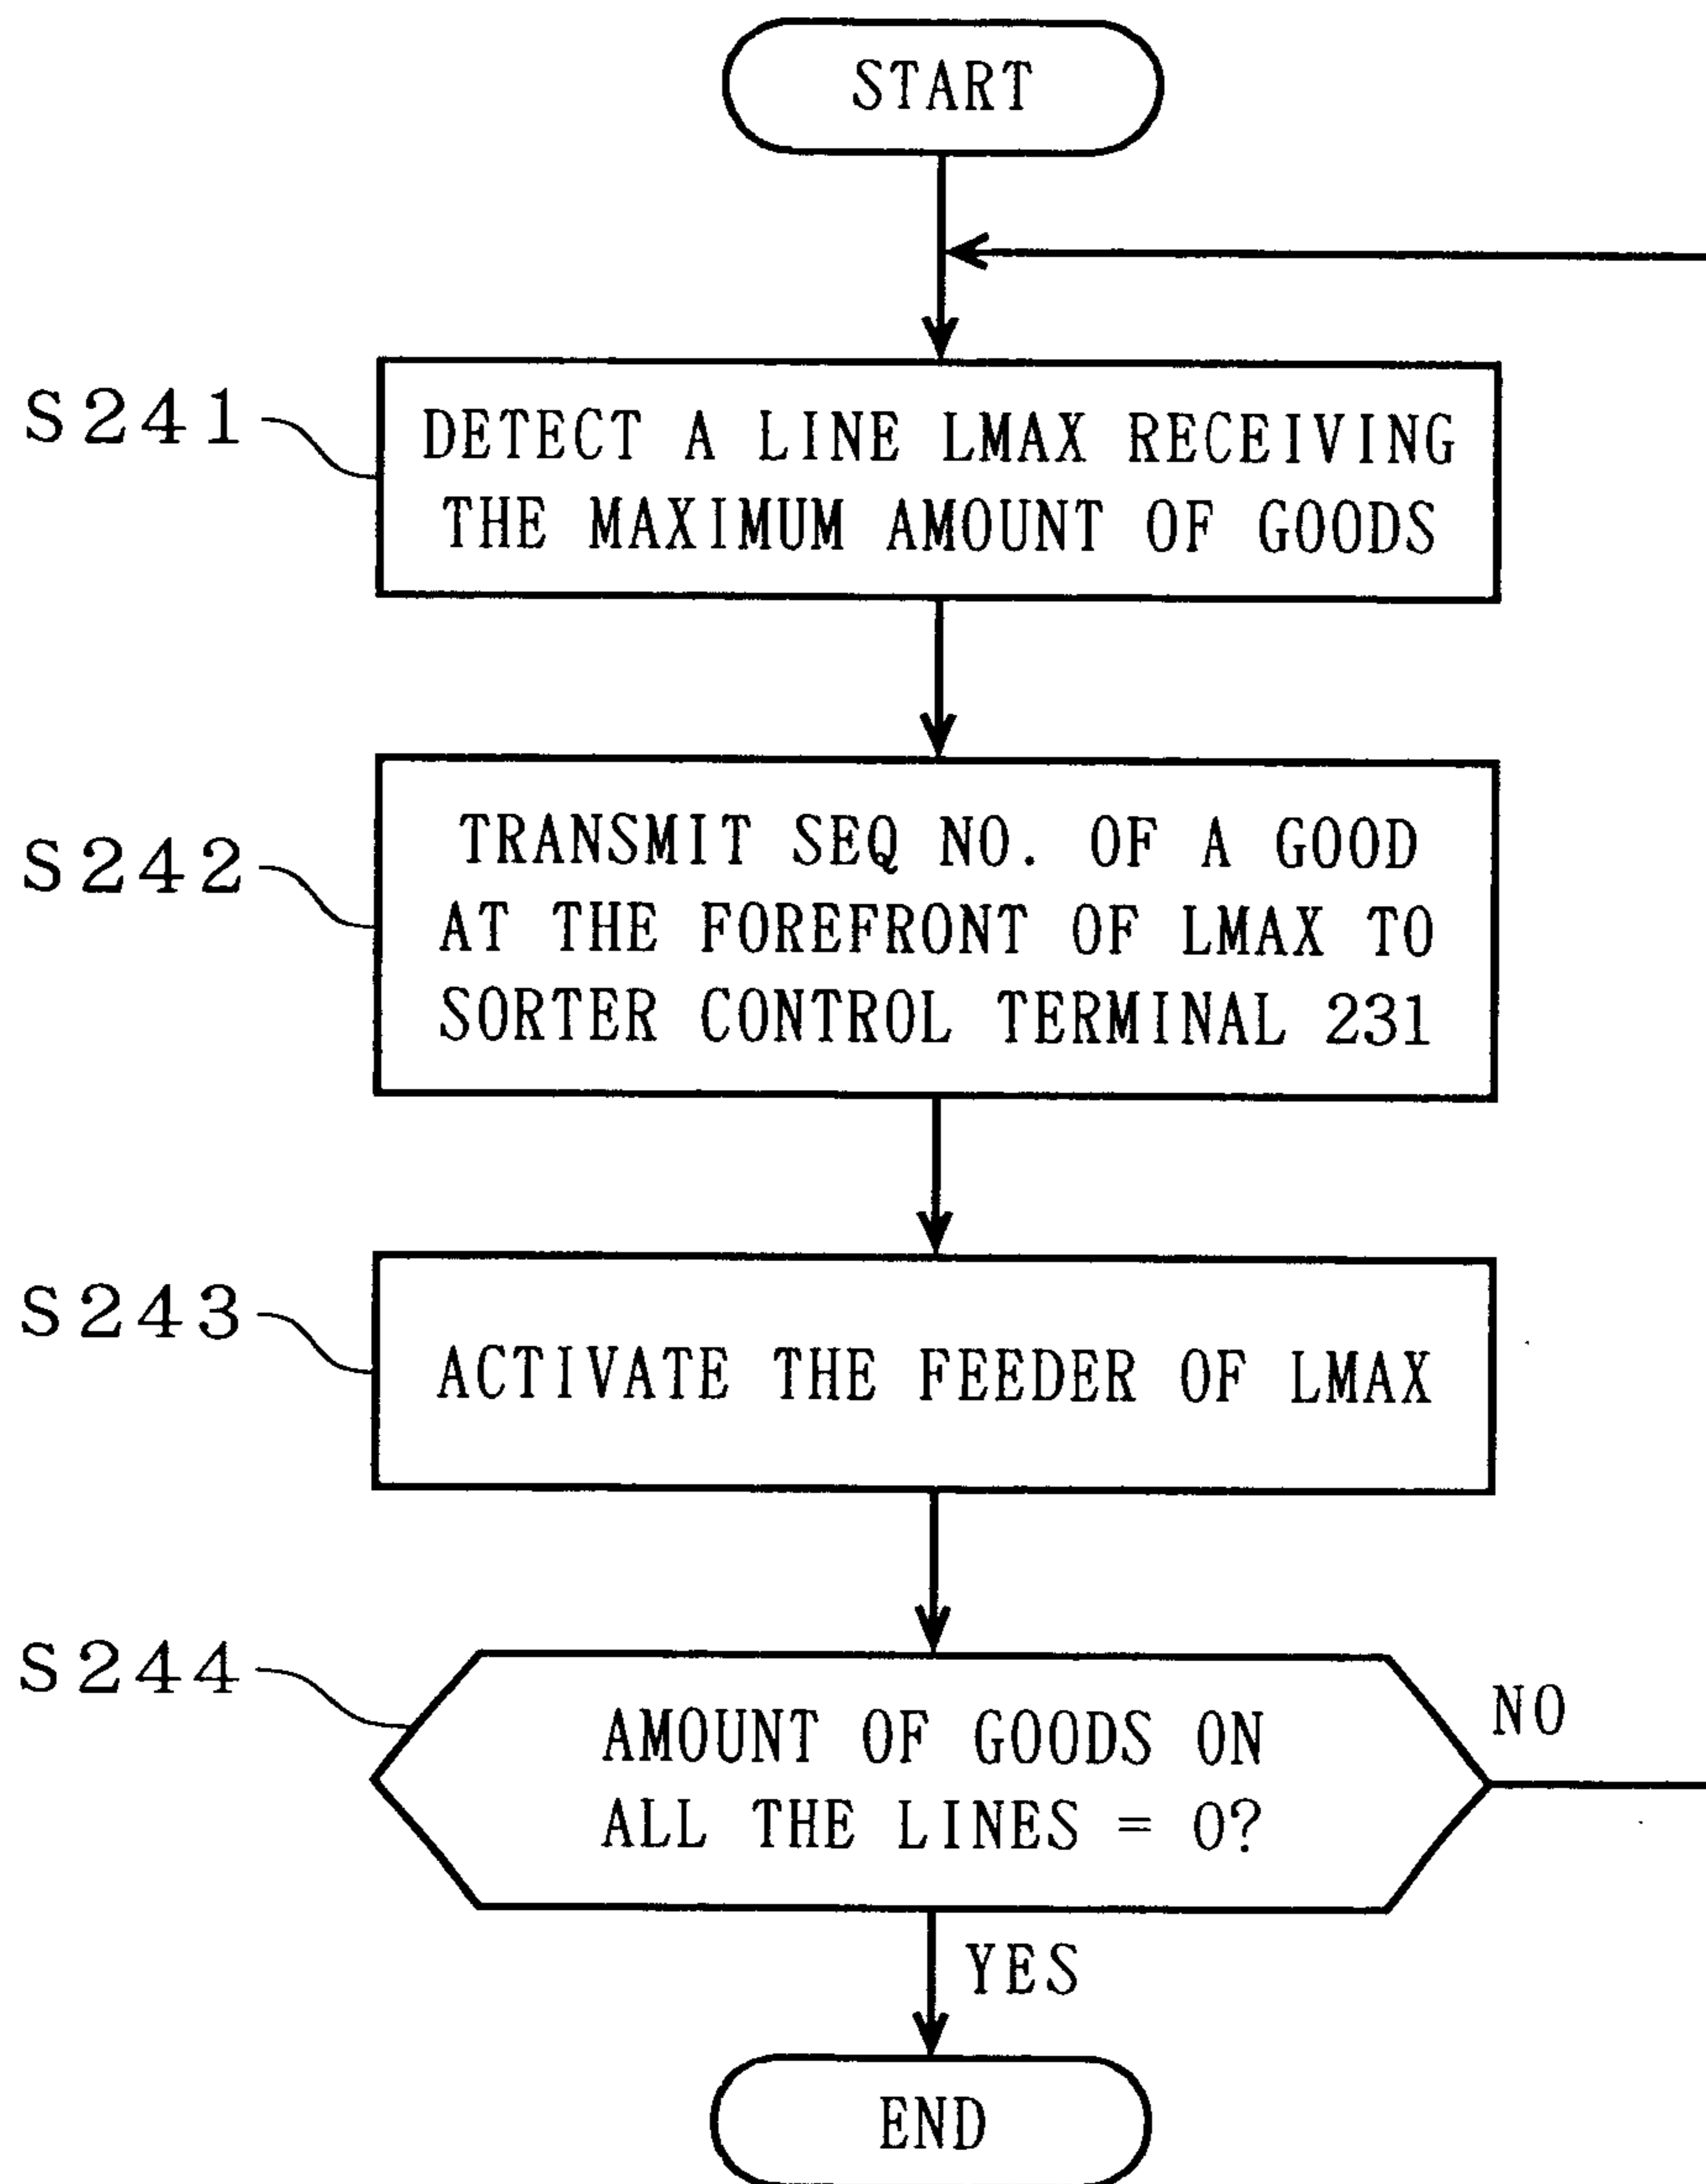 START
S241
DETECT A LINE LMAX RECEIVING
THE MAXIMUM AMOUNT OF GOODS
S242
TRANSMIT SEQ NO. OF A GOOD
AT THE FOREFRONT OF LMAX TO
SORTER CONTROL TERMINAL 231
S243
ACTIVATE THE FEEDER OF LMAX
S244
AMOUNT OF GOODS ON
ALL THE LINES = 0?
NO
YES
END